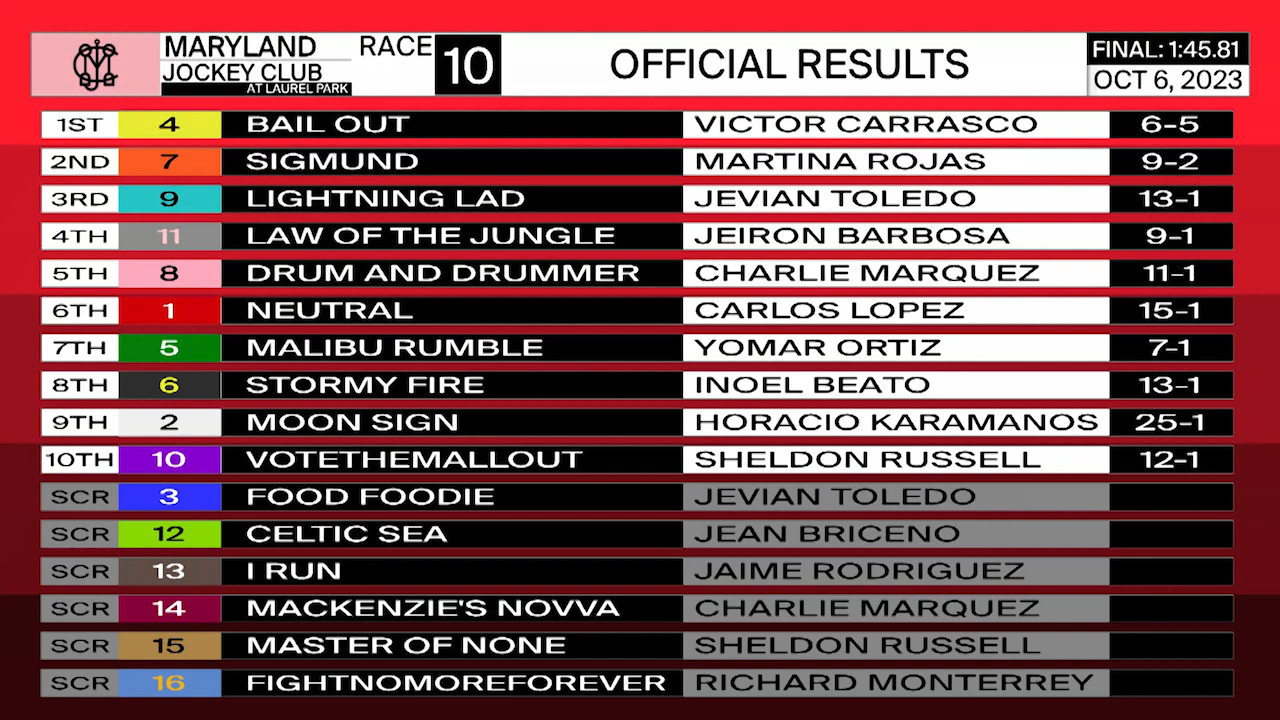 MARYLAND
JOCKEY CLUB
AT LAUREL PARK
RACE 10
OFFICIAL RESULTS
FINAL: 1:45.81
OCT 6, 2023
1ST 4 BAIL OUT VICTOR CARRASCO 6-5
2ND 7 SIGMUND MARTINA ROJAS 9-2
3RD 9 LIGHTNING LAD JEVIAN TOLEDO 13-1
4TH 11 LAW OF THE JUNGLE JEIRON BARBOSA 9-1
5TH 8 DRUM AND DRUMMER CHARLIE MARQUEZ 11-1
6TH 1 NEUTRAL CARLOS LOPEZ 15-1
7TH 5 MALIBU RUMBLE YOMAR ORTIZ 7-1
8TH 6 STORMY FIRE INOEL BEATO 13-1
9TH 2 MOON SIGN HORACIO KARAMANOS 25-1
10TH 10 VOTETHEMALLOUT SHELDON RUSSELL 12-1
SCR 3 FOOD FOODIE JEVIAN TOLEDO
SCR 12 CELTIC SEA JEAN BRICENO
SCR 13 I RUN JAIME RODRIGUEZ
SCR 14 MACKENZIE'S NOVVA CHARLIE MARQUEZ
SCR 15 MASTER OF NONE SHELDON RUSSELL
SCR 16 FIGHTNOMOREFOREVER RICHARD MONTERREY